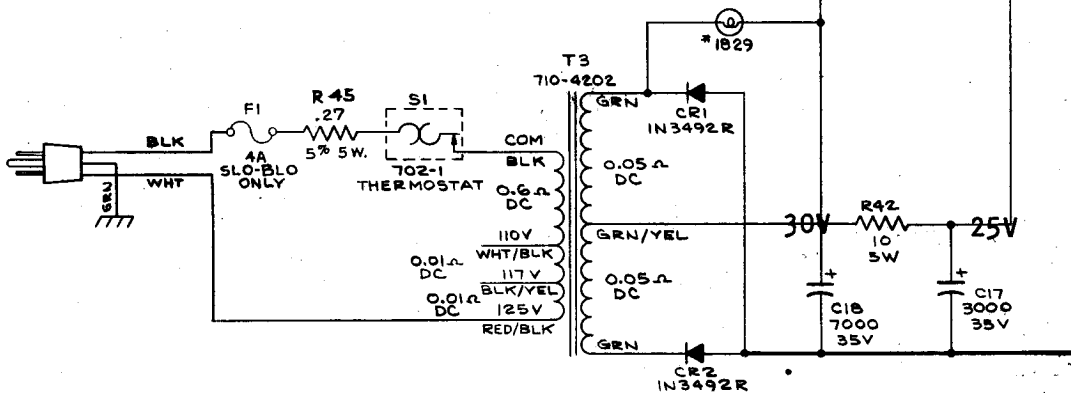 *1829
T3
710-4202
GRN
CR1
1N3492R
F1
4A
SLO-BLO
ONLY
R45
.27
5% 5W.
S1
702-1
THERMOSTAT
BLK
WHT
GRN
COM
BLK
0.6Ω
DC
110V
WHT/BLK
0.01Ω
DC
117V
BLK/YEL
0.01Ω
DC
125V
RED/BLK
0.05Ω
DC
GRN/YEL
0.05Ω
DC
GRN
CR2
1N3492R
30V
R42
10
5W
25V
+
C18
7000
35V
+
C17
3000
35V